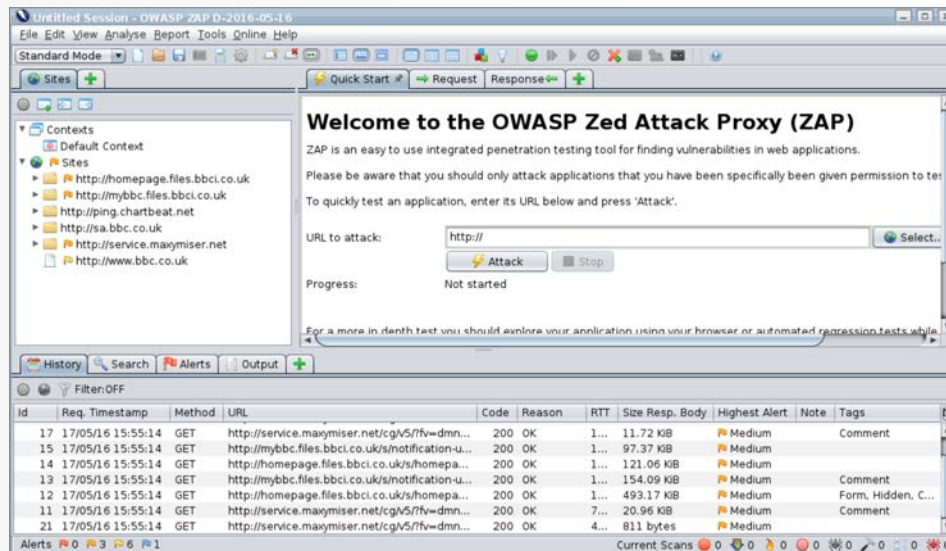 Untitled Session - OWASP ZAP D-2016-05-16
File Edit View Analyse Report Tools Online Help
Standard Mode
Sites
Quick Start Request Response
Contexts
Default Context
Sites
http://homepage.files.bbci.co.uk
http://mybbc.files.bbci.co.uk
http://ping.chartbeat.net
http://sa.bbc.co.uk
http://service.maxymiser.net
http://www.bbc.co.uk
Welcome to the OWASP Zed Attack Proxy (ZAP)
ZAP is an easy to use integrated penetration testing tool for finding vulnerabilities in web applications.
Please be aware that you should only attack applications that you have been specifically been given permission to tes
To quickly test an application, enter its URL below and press 'Attack'.
URL to attack: http:// Select...
Attack Stop
Progress: Not started
For a more in depth test you should explore your application using your browser or automated regression tests while
History Search Alerts Output
Filter:OFF
Id Req. Timestamp Method URL Code Reason RTT Size Resp. Body Highest Alert Note Tags
17 17/05/16 15:55:14 GET http://service.maxymiser.net/cg/v5/?fv=dmn... 200 OK 1... 11.72 KiB Medium Comment
15 17/05/16 15:55:14 GET http://mybbc.files.bbci.co.uk/s/notification-u... 200 OK 1... 97.37 KiB Medium
14 17/05/16 15:55:14 GET http://homepage.files.bbci.co.uk/s/homepa... 200 OK 1... 121.06 KiB Medium
13 17/05/16 15:55:14 GET http://mybbc.files.bbci.co.uk/s/notification-u... 200 OK 1... 154.09 KiB Medium Comment
12 17/05/16 15:55:14 GET http://homepage.files.bbci.co.uk/s/homepa... 200 OK 1... 493.17 KiB Medium Form, Hidden, C...
11 17/05/16 15:55:14 GET http://service.maxymiser.net/cg/v5/?fv=dmn... 200 OK 7... 20.96 KiB Medium Comment
21 17/05/16 15:55:14 GET http://service.maxymiser.net/cg/v5/?fv=dmn... 200 OK 4... 811 bytes Medium
Alerts 0 3 6 1 Current Scans 0 0 0 0 0 0 0